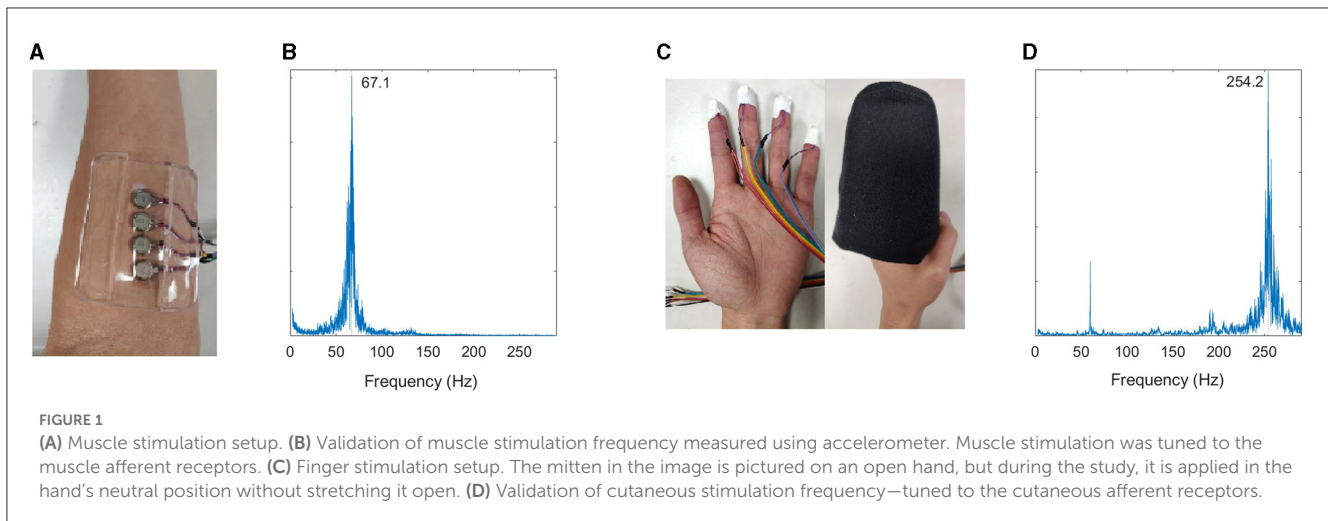 A
B
C
D
67.1
254.2
0 50 100 150 200 250
Frequency (Hz)
0 50 100 150 200 250
Frequency (Hz)
FIGURE 1
(A) Muscle stimulation setup. (B) Validation of muscle stimulation frequency measured using accelerometer. Muscle stimulation was tuned to the
muscle afferent receptors. (C) Finger stimulation setup. The mitten in the image is pictured on an open hand, but during the study, it is applied in the
hand's neutral position without stretching it open. (D) Validation of cutaneous stimulation frequency—tuned to the cutaneous afferent receptors.